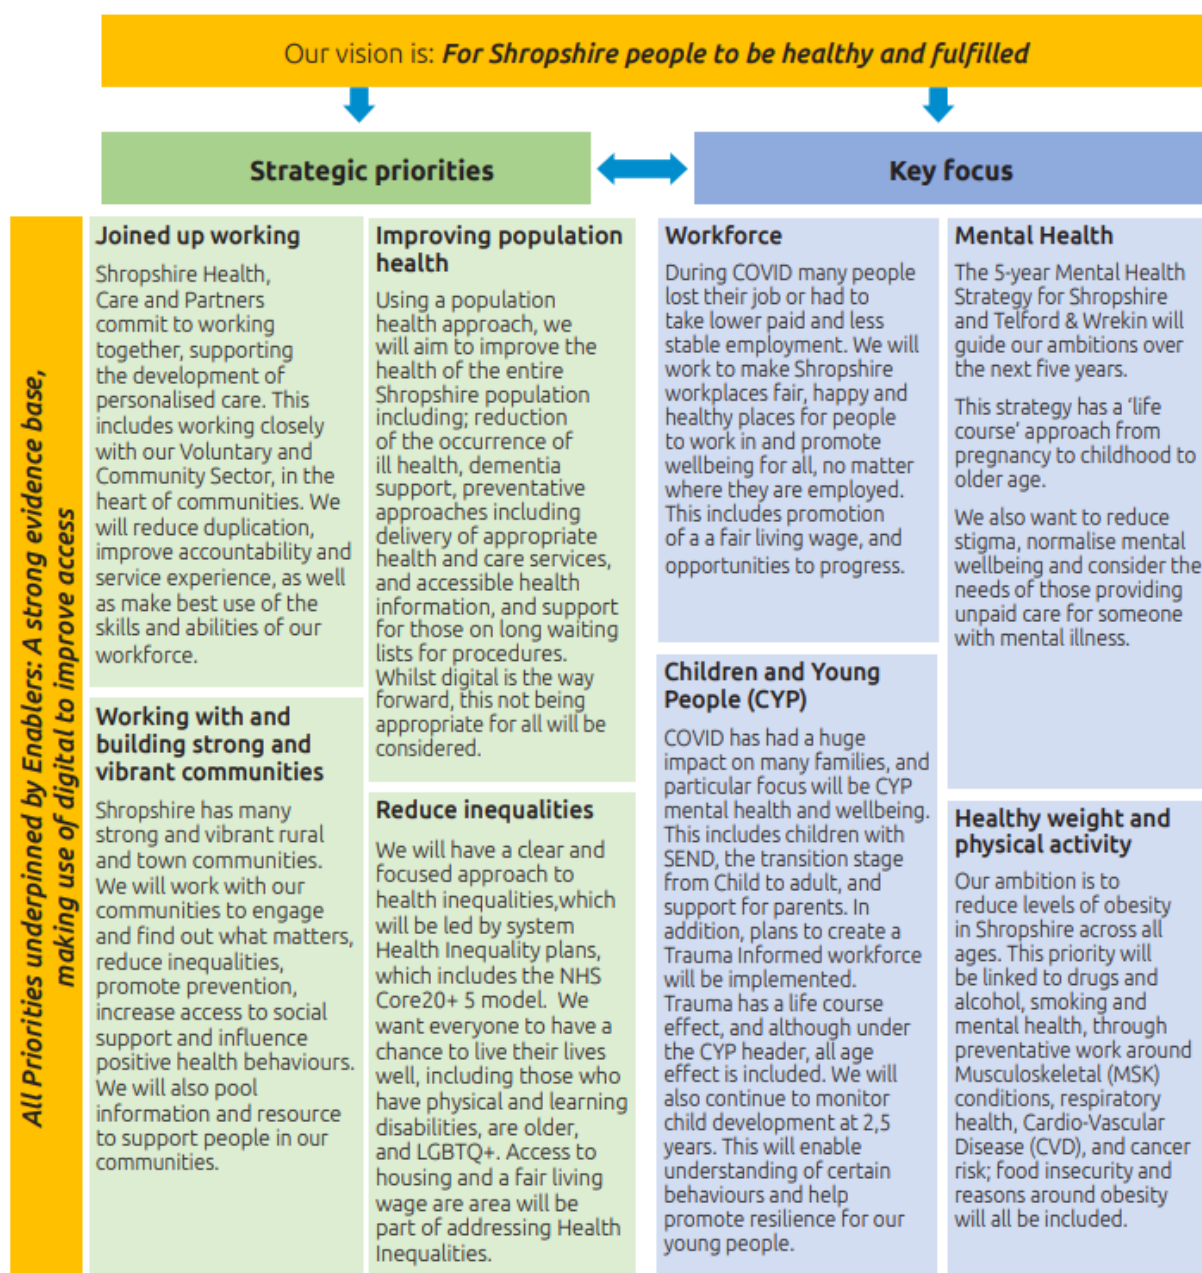 Our vision is: For Shropshire people to be healthy and fulfilled
Strategic priorities
Key focus
All Priorities underpinned by Enablers: A strong evidence base,
making use of digital to improve access
Joined up working
Shropshire Health,
Care and Partners
commit to working
together, supporting
the development of
personalised care. This
includes working closely
with our Voluntary and
Community Sector, in the
heart of communities. We
will reduce duplication,
improve accountability and
service experience, as well
as make best use of the
skills and abilities of our
workforce.
Working with and
building strong and
vibrant communities
Shropshire has many
strong and vibrant rural
and town communities.
We will work with our
communities to engage
and find out what matters,
reduce inequalities,
promote prevention,
increase access to social
support and influence
positive health behaviours.
We will also pool
information and resource
to support people in our
communities.
Improving population
health
Using a population
health approach, we
will aim to improve the
health of the entire
Shropshire population
including; reduction
of the occurrence of
ill health, dementia
support, preventative
approaches including
delivery of appropriate
health and care services,
and accessible health
information, and support
for those on long waiting
lists for procedures.
Whilst digital is the way
forward, this not being
appropriate for all will be
considered.
Reduce inequalities
We will have a clear and
focused approach to
health inequalities,which
will be led by system
Health Inequality plans,
which includes the NHS
Core20+ 5 model. We
want everyone to have a
chance to live their lives
well, including those who
have physical and learning
disabilities, are older,
and LGBTQ+. Access to
housing and a fair living
wage are area will be
part of addressing Health
Inequalities.
Workforce
During COVID many people
lost their job or had to
take lower paid and less
stable employment. We will
work to make Shropshire
workplaces fair, happy and
healthy places for people
to work in and promote
wellbeing for all, no matter
where they are employed.
This includes promotion
of a a fair living wage, and
opportunities to progress.
Children and Young
People (CYP)
COVID has had a huge
impact on many families, and
particular focus will be CYP
mental health and wellbeing.
This includes children with
SEND, the transition stage
from Child to adult, and
support for parents. In
addition, plans to create a
Trauma Informed workforce
will be implemented.
Trauma has a life course
effect, and although under
the CYP header, all age
effect is included. We will
also continue to monitor
child development at 2,5
years. This will enable
understanding of certain
behaviours and help
promote resilience for our
young people.
Mental Health
The 5-year Mental Health
Strategy for Shropshire
and Telford & Wrekin will
guide our ambitions over
the next five years.
This strategy has a ‘life
course’ approach from
pregnancy to childhood to
older age.
We also want to reduce
stigma, normalise mental
wellbeing and consider the
needs of those providing
unpaid care for someone
with mental illness.
Healthy weight and
physical activity
Our ambition is to
reduce levels of obesity
in Shropshire across all
ages. This priority will
be linked to drugs and
alcohol, smoking and
mental health, through
preventative work around
Musculoskeletal (MSK)
conditions, respiratory
health, Cardio-Vascular
Disease (CVD), and cancer
risk; food insecurity and
reasons around obesity
will all be included.